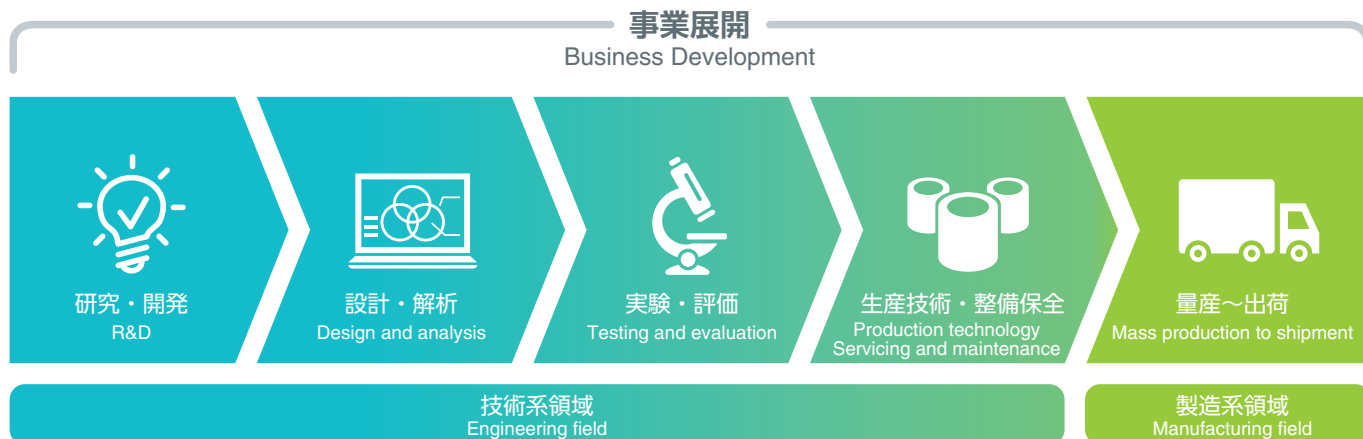 事業展開
Business Development
研究・開発
R&D
設計・解析
Design and analysis
実験・評価
Testing and evaluation
生産技術・整備保全
Production technology
Servicing and maintenance
量産～出荷
Mass production to shipment
技術系領域
Engineering field
製造系領域
Manufacturing field